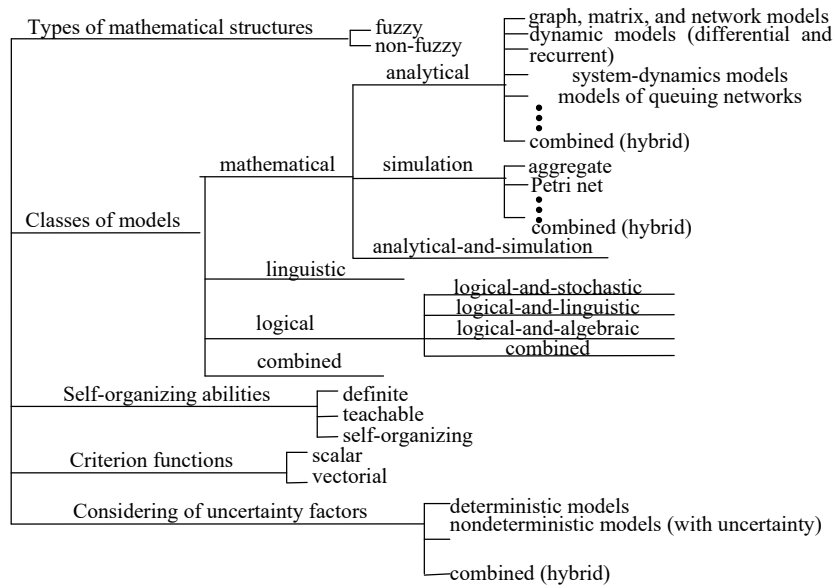 Types of mathematical structures
fuzzy
non-fuzzy
Classes of models
mathematical
analytical
graph, matrix, and network models
dynamic models (differential and
recurrent)
system-dynamics models
models of queuing networks
combined (hybrid)
simulation
aggregate
Petri net
combined (hybrid)
analytical-and-simulation
linguistic
logical
logical-and-stochastic
logical-and-linguistic
logical-and-algebraic
combined
combined
Self-organizing abilities
definite
teachable
self-organizing
Criterion functions
scalar
vectorial
Considering of uncertainty factors
deterministic models
nondeterministic models (with uncertainty)
combined (hybrid)